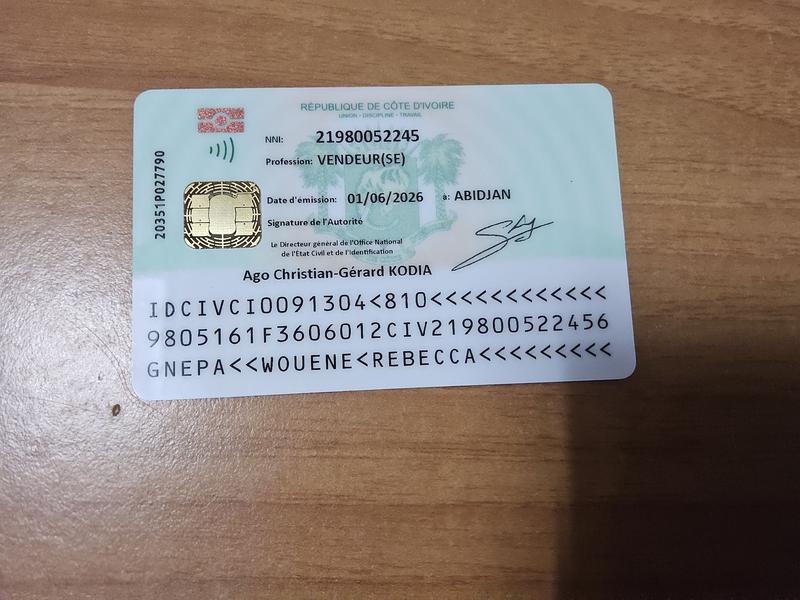 RÉPUBLIQUE DE CÔTE D'IVOIRE
UNION - DISCIPLINE - TRAVAIL
NNI: 21980052245
Profession: VENDEUR(SE)
Date d'émission: 01/06/2026 à: ABIDJAN
Signature de l'Autorité
Le Directeur général de l'Office National
de l'Etat Civil et de l'Identification
Ago Christian-Gérard KODIA
20351P027790
IDCIVCI0091304<810<<<<<<<<<<<<
9805161F3606012CIV219800522456
GNEPA<<WOUENE<REBECCA<<<<<<<<<